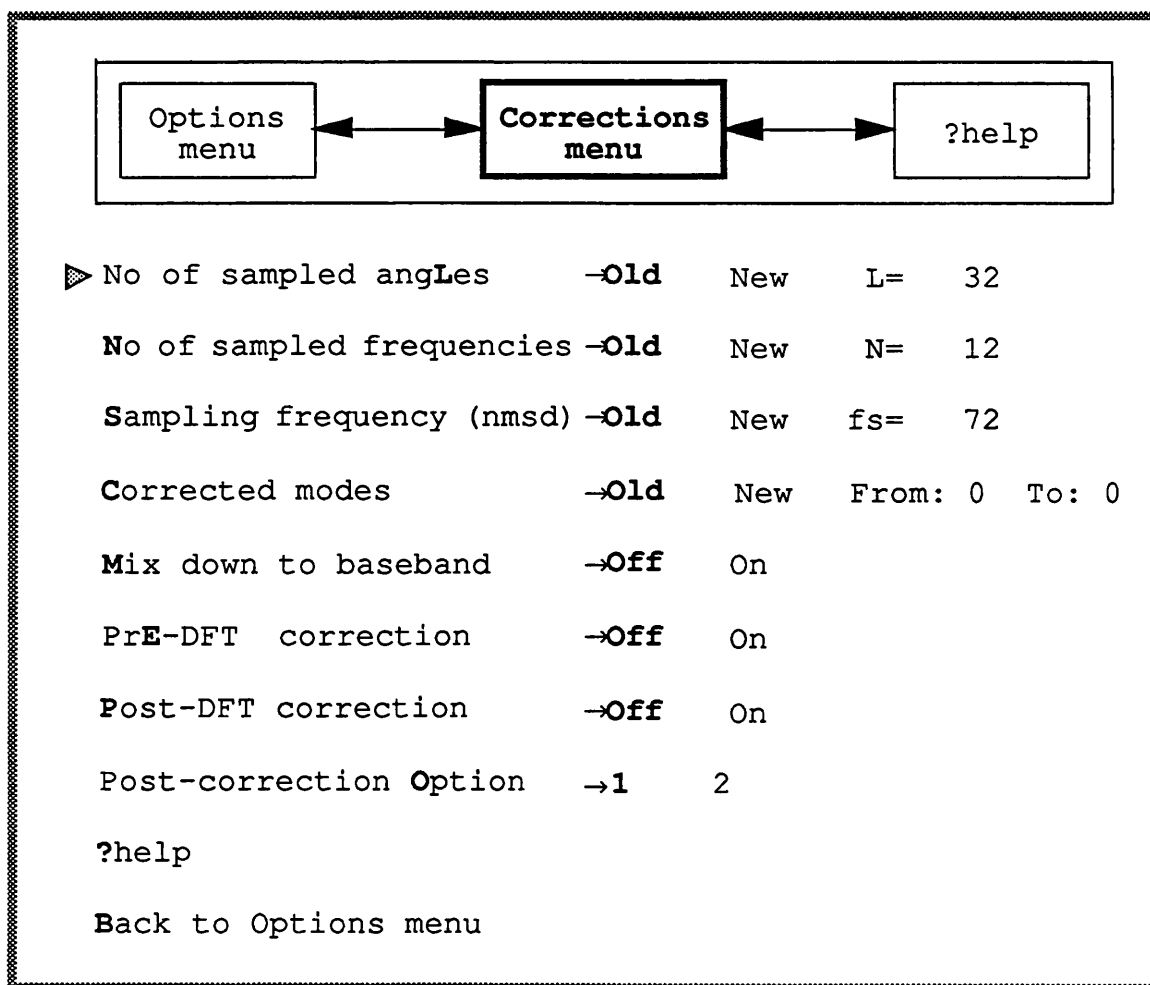 Options menu
Corrections menu
?help
No of sampled angLes →Old New L= 32
No of sampled frequencies →Old New N= 12
Sampling frequency (nmsd) →Old New fs= 72
Corrected modes →Old New From: 0 To: 0
Mix down to baseband →Off On
PrE-DFT correction →Off On
Post-DFT correction →Off On
Post-correction Option →1 2
?help
Back to Options menu